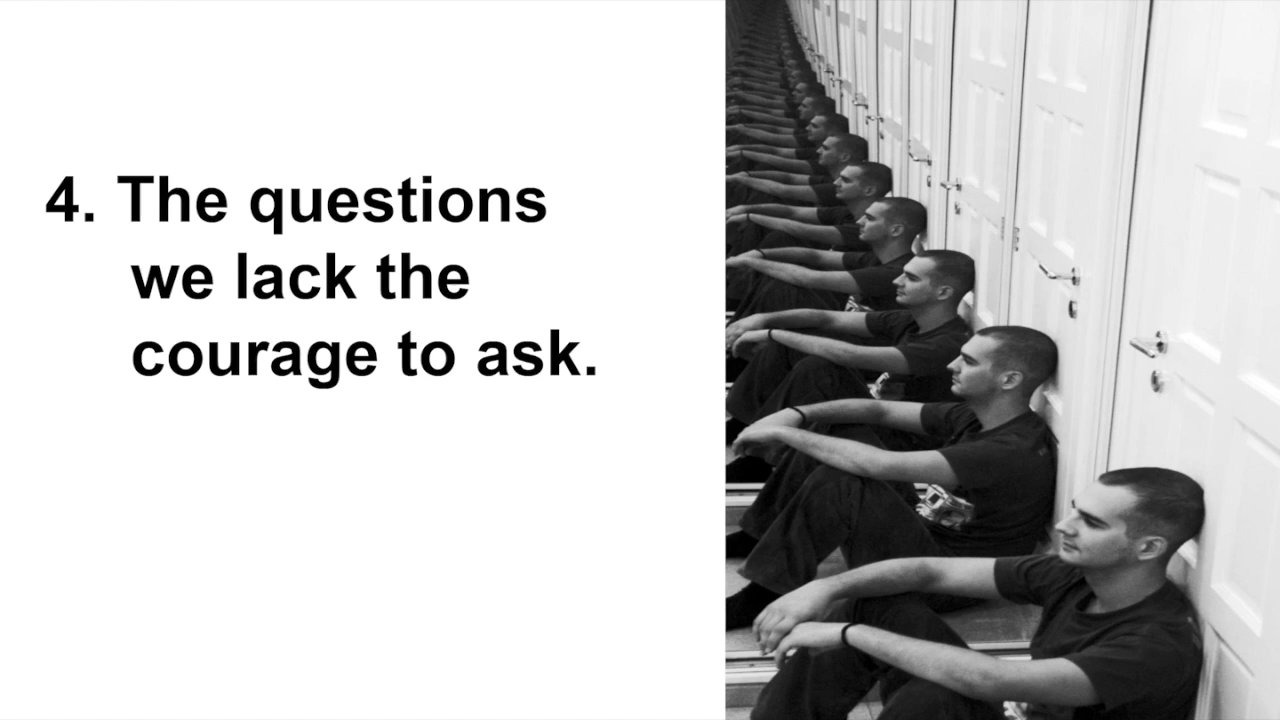 4. The questions
we lack the
courage to ask.